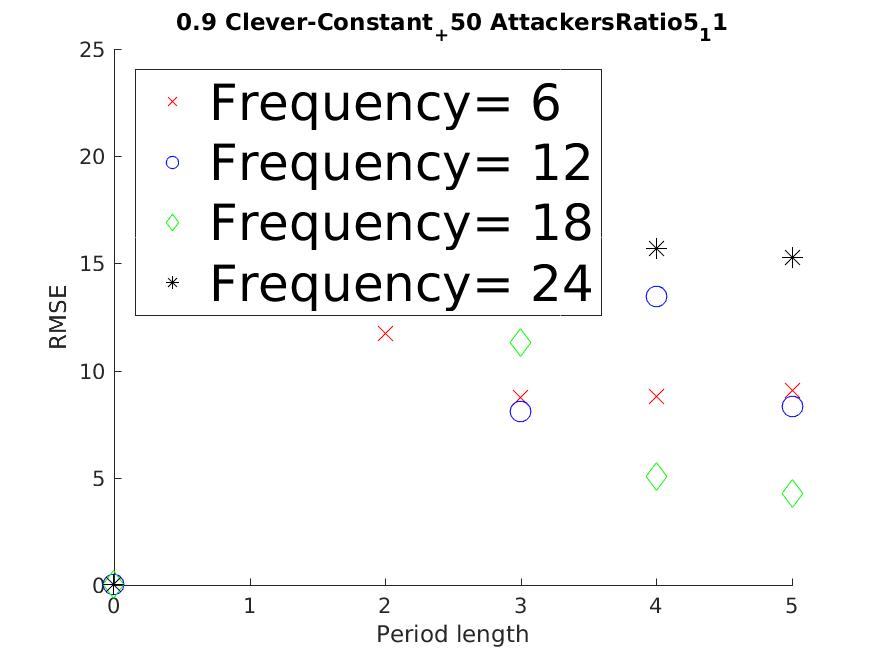 0.9 Clever-Constant+50 AttackersRatio511
25
20
15
10
5
0
RMSE
Frequency= 6
Frequency= 12
Frequency= 18
Frequency= 24
0 1 2 3 4 5
Period length